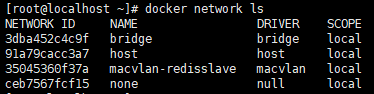 [root@localhost ~]# docker network ls
NETWORK ID NAME DRIVER SCOPE
3dba452c4c9f bridge bridge local
91a79cacc3a7 host host local
35045360f37a macvlan-redisslave macvlan local
ceb7567fcf15 none null local